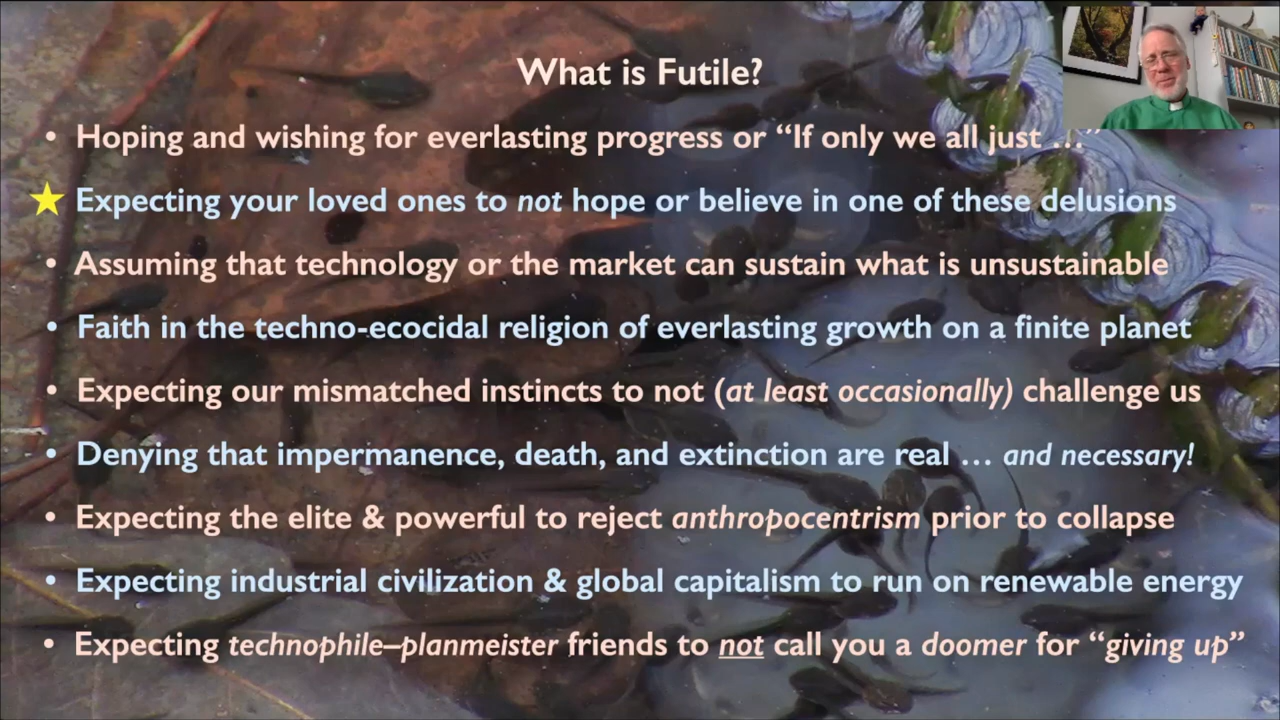 What is Futile?
• Hoping and wishing for everlasting progress or “If only we all just …”
Expecting your loved ones to not hope or believe in one of these delusions
• Assuming that technology or the market can sustain what is unsustainable
• Faith in the techno-ecocidal religion of everlasting growth on a finite planet
• Expecting our mismatched instincts to not (at least occasionally) challenge us
• Denying that impermanence, death, and extinction are real … and necessary!
• Expecting the elite & powerful to reject anthropocentrism prior to collapse
• Expecting industrial civilization & global capitalism to run on renewable energy
• Expecting technophile–planmeister friends to not call you a doomer for “giving up”